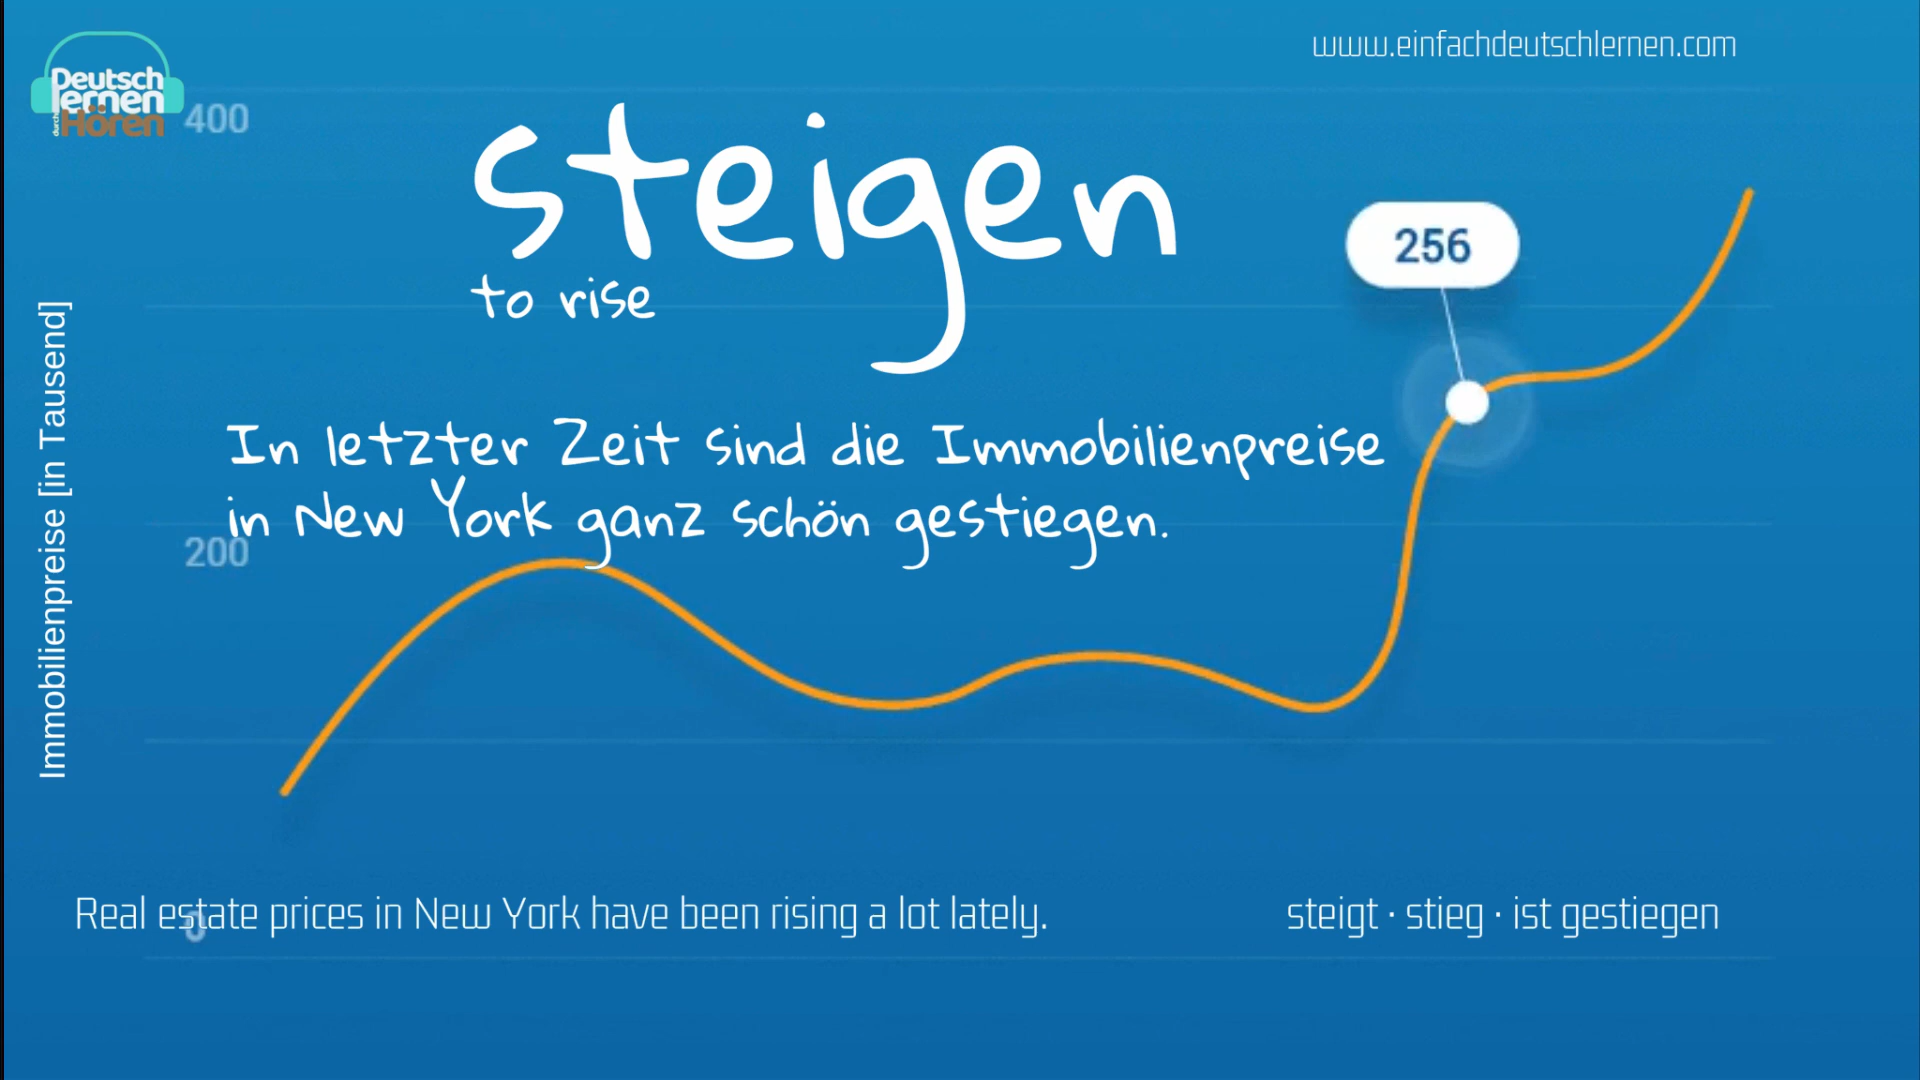 Deutsch
lernen
durch Hören
www.einfachdeutschlernen.com
400
steigen
to rise
256
Immobilienpreise [in Tausend]
In letzter Zeit sind die Immobilienpreise
in New York ganz schön gestiegen.
200
Real estate prices in New York have been rising a lot lately.
0
steigt · stieg · ist gestiegen